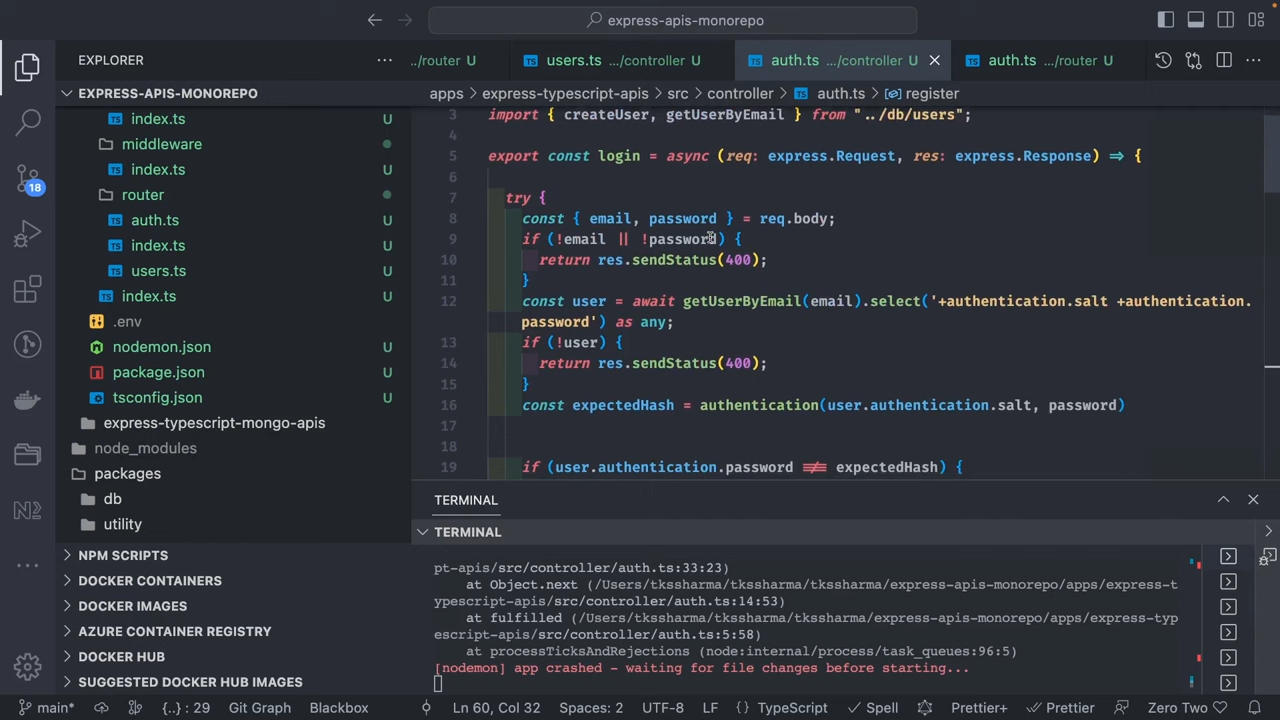 express-apis-monorepo
EXPLORER
../router U
users.ts .../controller U
auth.ts .../controller U
auth.ts .../router U
EXPRESS-APIS-MONOREPO
index.ts U
middleware
index.ts U
router
auth.ts U
index.ts U
users.ts U
index.ts U
.env
nodemon.json U
package.json U
tsconfig.json U
express-typescript-mongo-apis
node_modules
packages
db
utility
NPM SCRIPTS
DOCKER CONTAINERS
DOCKER IMAGES
AZURE CONTAINER REGISTRY
DOCKER HUB
SUGGESTED DOCKER HUB IMAGES
18
apps > express-typescript-apis > src > controller > TS auth.ts > register
3 import { createUser, getUserByEmail } from "../db/users";
4
5 export const login = async (req: express.Request, res: express.Response) => {
6
7 try {
8 const { email, password } = req.body;
9 if (!email || !password) {
10 return res.sendStatus(400);
11 }
12 const user = await getUserByEmail(email).select('+authentication.salt +authentication.
password') as any;
13 if (!user) {
14 return res.sendStatus(400);
15 }
16 const expectedHash = authentication(user.authentication.salt, password)
17
18
19 if (user.authentication.password !== expectedHash) {
TERMINAL
TERMINAL
pt-apis/src/controller/auth.ts:33:23)
at Object.next (/Users/tkssharma/tkssharma/express-apis-monorepo/apps/express-t
ypescript-apis/src/controller/auth.ts:14:53)
at fulfilled (/Users/tkssharma/tkssharma/express-apis-monorepo/apps/express-typ
escript-apis/src/controller/auth.ts:5:58)
at processTicksAndRejections (node:internal/process/task_queues:96:5)
[nodemon] app crashed - waiting for file changes before starting...
main* {..} : 29 Git Graph Blackbox Ln 60, Col 32 Spaces: 2 UTF-8 LF {} TypeScript Spell Prettier+ Prettier Zero Two